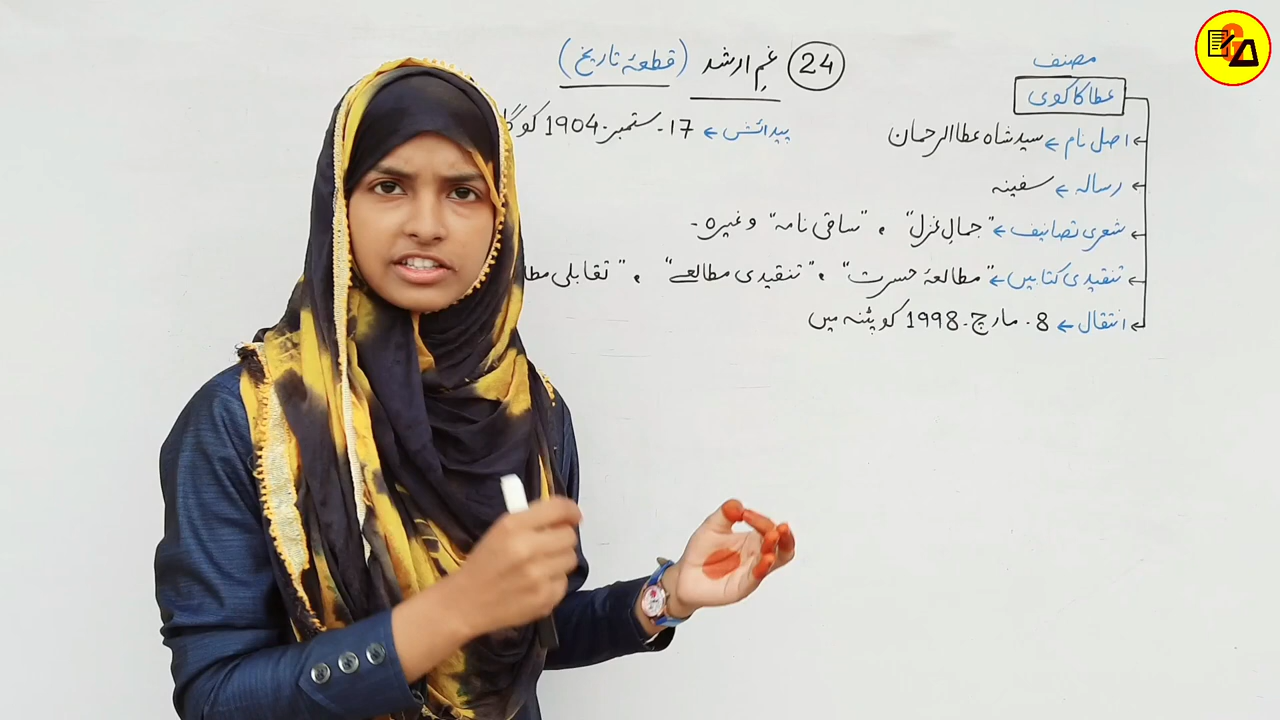 24 غمِ ارشد (قطعۂ تاریخ)
مصنف
عطا کاکوی
اصل نام ← سید شاہ عطاالرحمان
پیدائش ← 17۔ ستمبر۔ 1904 کو
رسالہ ← سفینہ
شعری تصانیف ← "جمالِ غزل" ، "ساقی نامہ" وغیرہ۔
تنقیدی کتابیں ← "مطالعۂ حسرت" ، "تنقیدی مطالعے" ، "تقابلی
انتقال ← 8۔ مارچ۔ 1998 کو پٹنہ میں